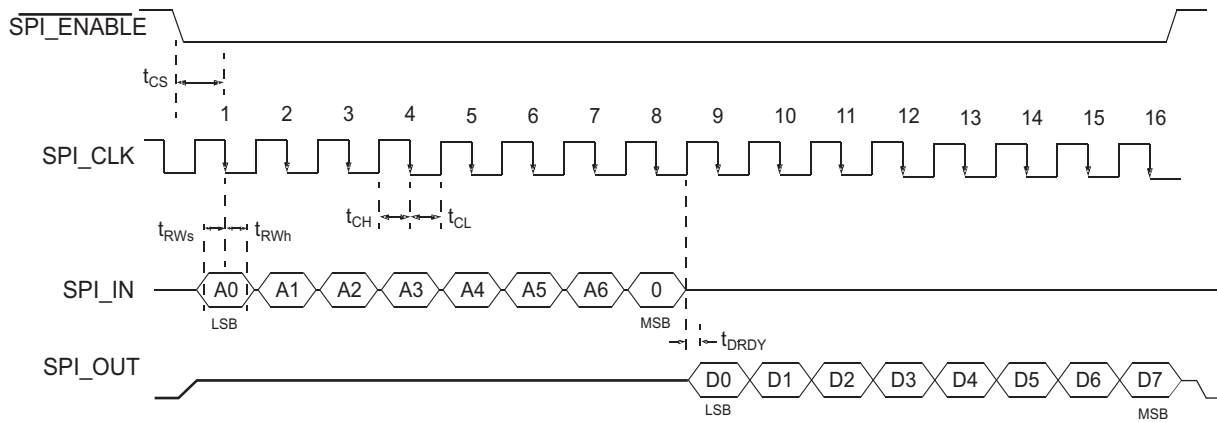 SPI_ENABLE
tCS
1 2 3 4 5 6 7 8 9 10 11 12 13 14 15 16
SPI_CLK
tRWs tRWh tCH tCL
SPI_IN A0 A1 A2 A3 A4 A5 A6 0
LSB MSB
tDRDY
SPI_OUT D0 D1 D2 D3 D4 D5 D6 D7
LSB MSB